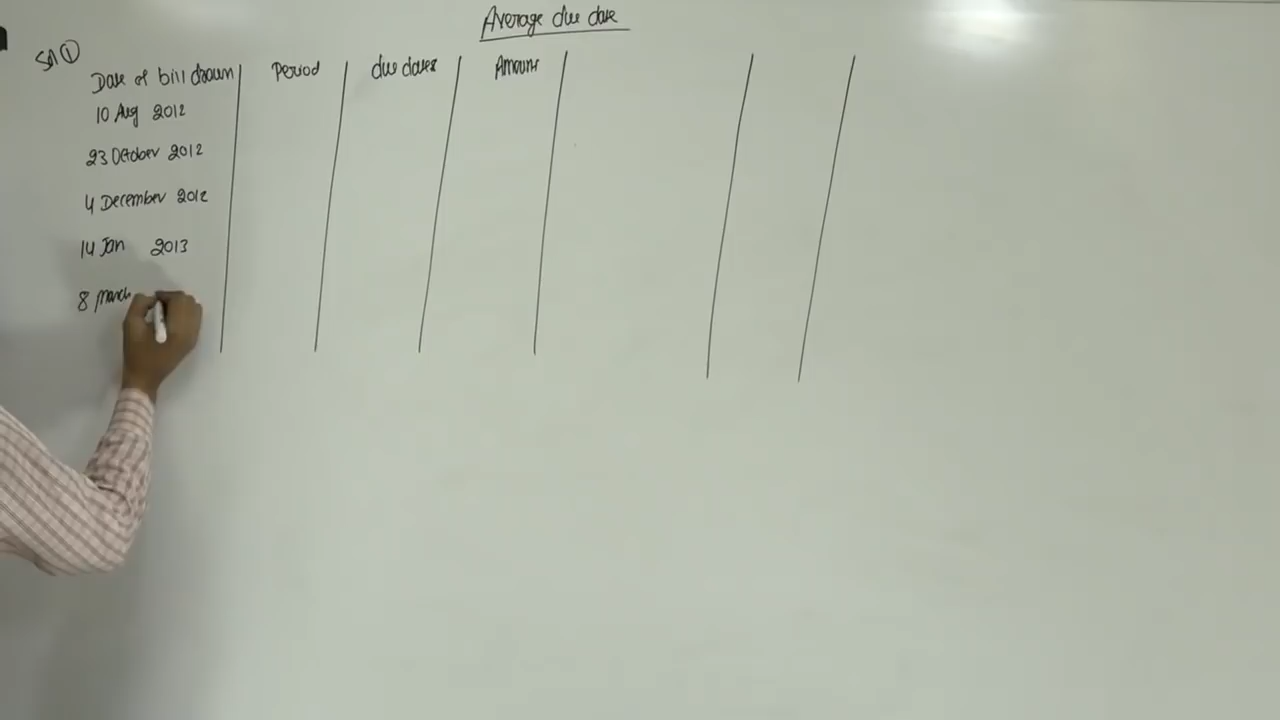 Average due date
Sol ①
Date of bill drawn Period due dates Amount
10 Aug 2012
23 October 2012
4 December 2012
14 Jan 2013
8 march